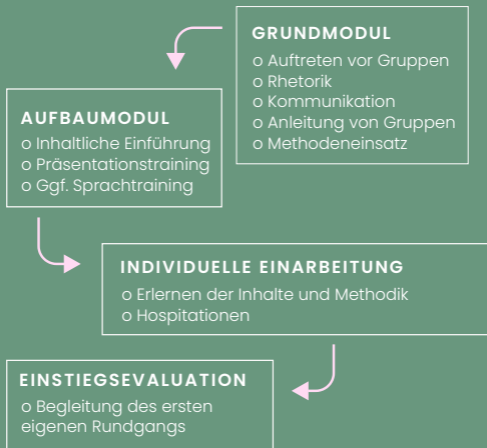 GRUNDMODUL
o Auftreten vor Gruppen
o Rhetorik
o Kommunikation
o Anleitung von Gruppen
o Methodeneinsatz
AUFBAUMODUL
o Inhaltliche Einführung
o Präsentationstraining
o Ggf. Sprachtraining
INDIVIDUELLE EINARBEITUNG
o Erlernen der Inhalte und Methodik
o Hospitationen
EINSTIEGSEVALUATION
o Begleitung des ersten
eigenen Rundgangs